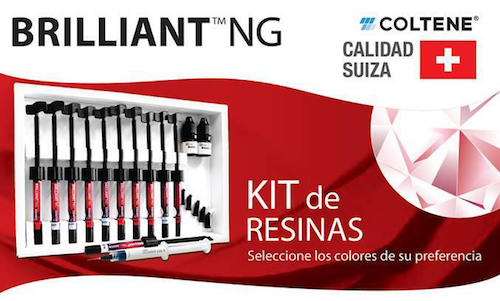 BRILLIANT™ NG
COLTENE®
CALIDAD
SUIZA
KIT de
RESINAS
Seleccione los colores de su preferencia